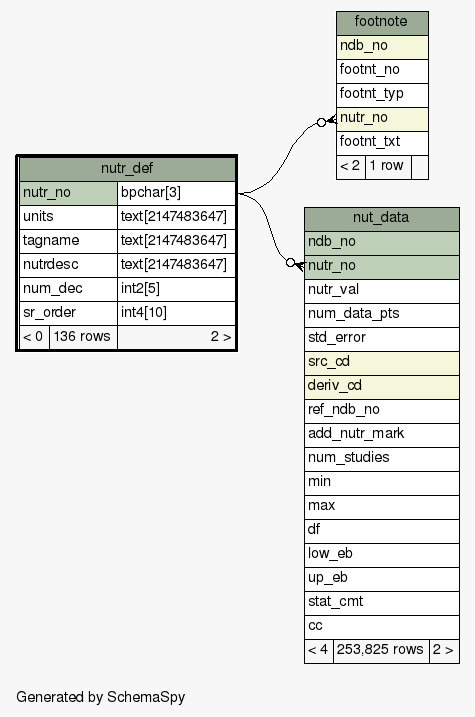 footnote
ndb_no
footnt_no
footnt_typ
nutr_no
footnt_txt
< 2 1 row
nutr_def
nutr_no bpchar[3]
units text[2147483647]
tagname text[2147483647]
nutrdesc text[2147483647]
num_dec int2[5]
sr_order int4[10]
< 0 136 rows 2 >
nut_data
ndb_no
nutr_no
nutr_val
num_data_pts
std_error
src_cd
deriv_cd
ref_ndb_no
add_nutr_mark
num_studies
min
max
df
low_eb
up_eb
stat_cmt
cc
< 4 253,825 rows 2 >
Generated by SchemaSpy